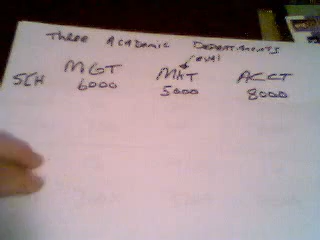 THREE ACADEMIC DEPARTMENTS
level
MGT MKT ACCT
SCH 6000 5000 8000